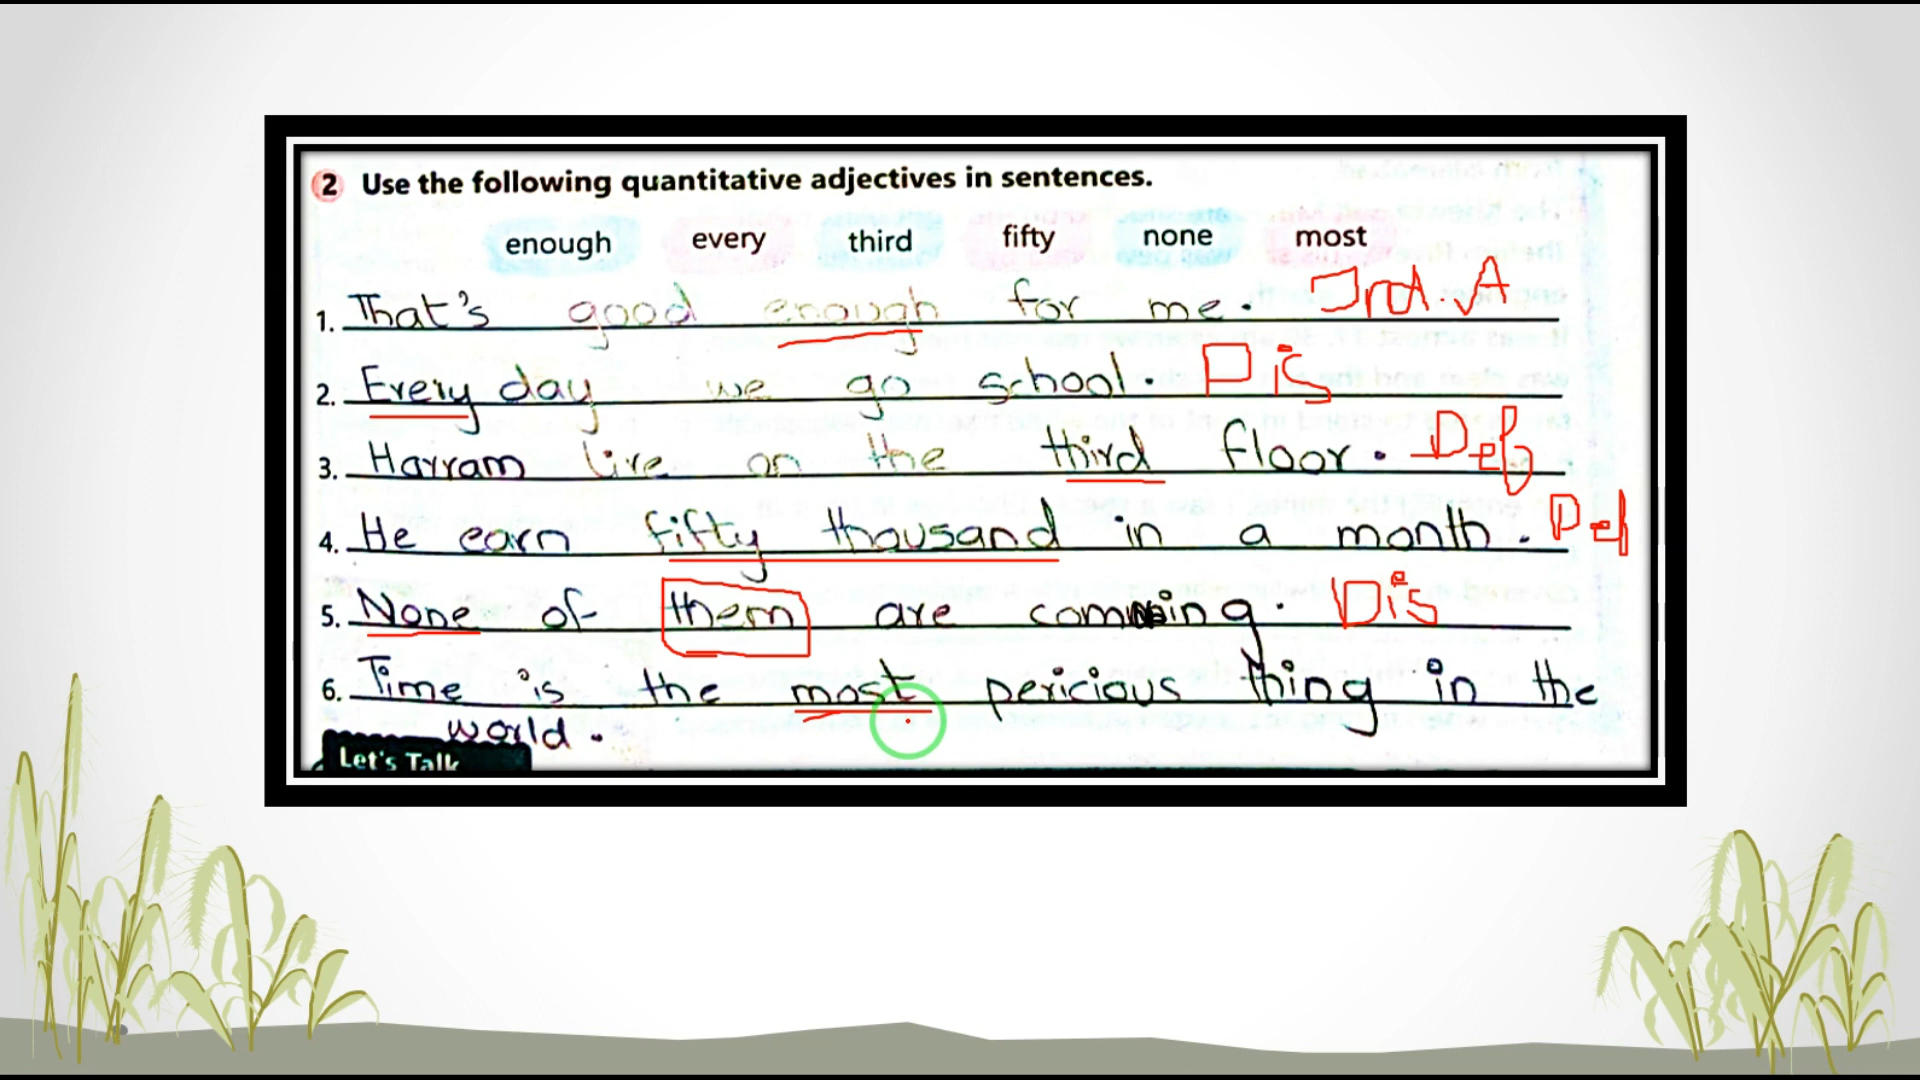 2 Use the following quantitative adjectives in sentences.
enough every third fifty none most
1. That's good enough for me. Ind. A
2. Every day we go school. Dis
3. Harram live on the third floor. Def
4. He earn fifty thousand in a month. Def
5. None of them are comming. Dis
6. Time is the most pericious thing in the
world.
Let's Talk